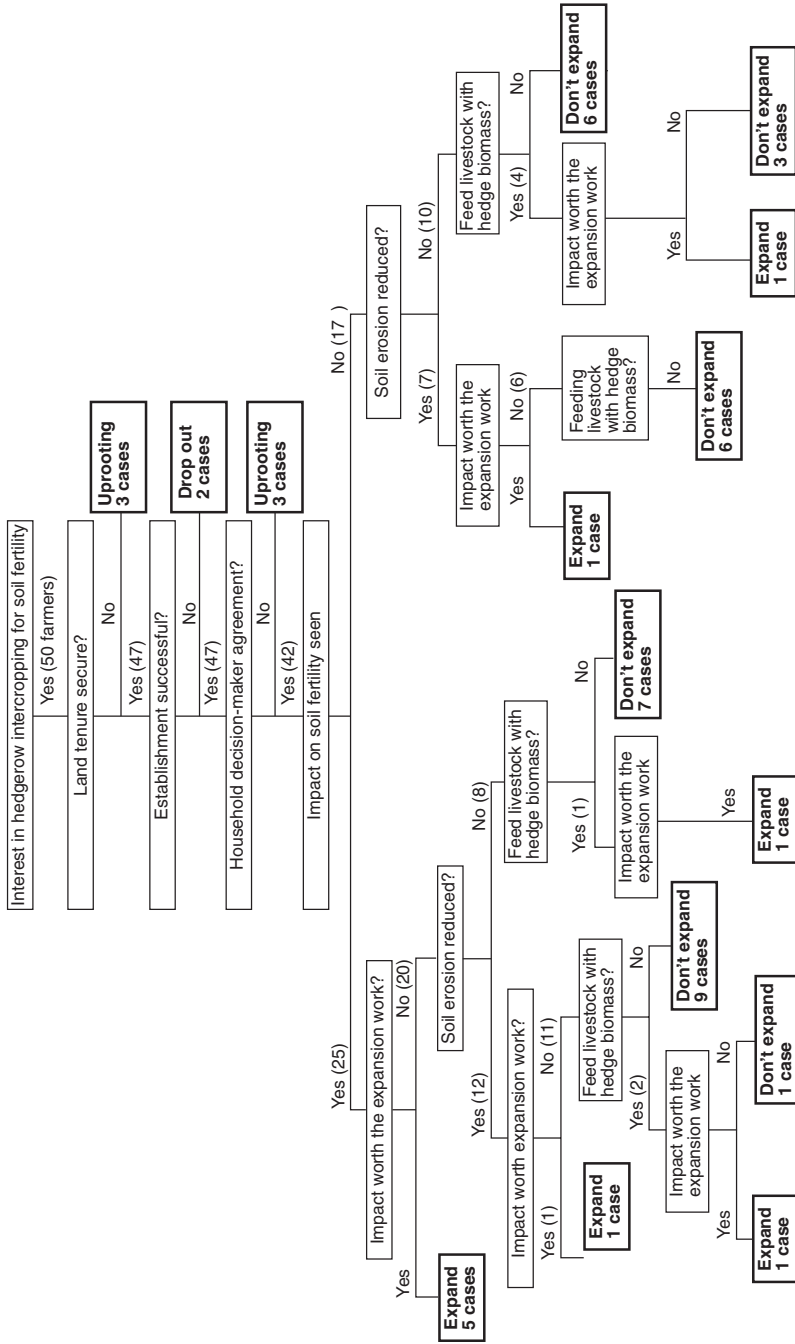 Interest in hedgerow intercropping for soil fertility
Yes (50 farmers)
Land tenure secure?
No
Uprooting
3 cases
Yes (47)
Establishment successful?
No
Drop out
2 cases
Yes (47)
Household decision-maker agreement?
No
Uprooting
3 cases
Yes (42)
Impact on soil fertility seen
Yes (25)
No (17 )
Impact worth the expansion work?
Yes
No (20)
Expand
5 cases
Soil erosion reduced?
Yes (12)
No (8)
Impact worth expansion work?
Yes (1)
No (11)
Expand
1 case
Feed livestock with
hedge biomass?
Yes (2)
No
Don't expand
9 cases
Impact worth the
expansion work
Yes
No
Expand
1 case
Don't expand
1 case
Feed livestock with
hedge biomass?
Yes (1)
No
Don't expand
7 cases
Impact worth the
expansion work
Yes
Expand
1 case
Soil erosion reduced?
Yes (7)
No (10)
Impact worth the
expansion work
Yes
No (6)
Expand
1 case
Feeding
livestock
with hedge
biomass?
No
Don't expand
6 cases
Feed livestock with
hedge biomass?
Yes (4)
No
Don't expand
6 cases
Impact worth the
expansion work
Yes
No
Expand
1 case
Don't expand
3 cases